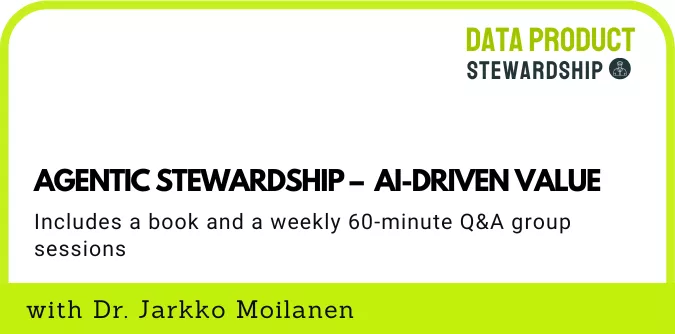 DATA PRODUCT
STEWARDSHIP
AGENTIC STEWARDSHIP – AI-DRIVEN VALUE
Includes a book and a weekly 60-minute Q&A group
sessions
with Dr. Jarkko Moilanen